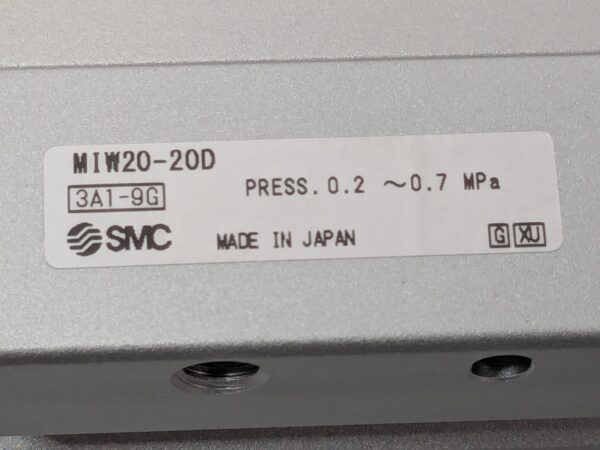 MIW20-20D
3A1-9G
PRESS. 0.2 ～0.7 MPa
SMC
MADE IN JAPAN
G XU